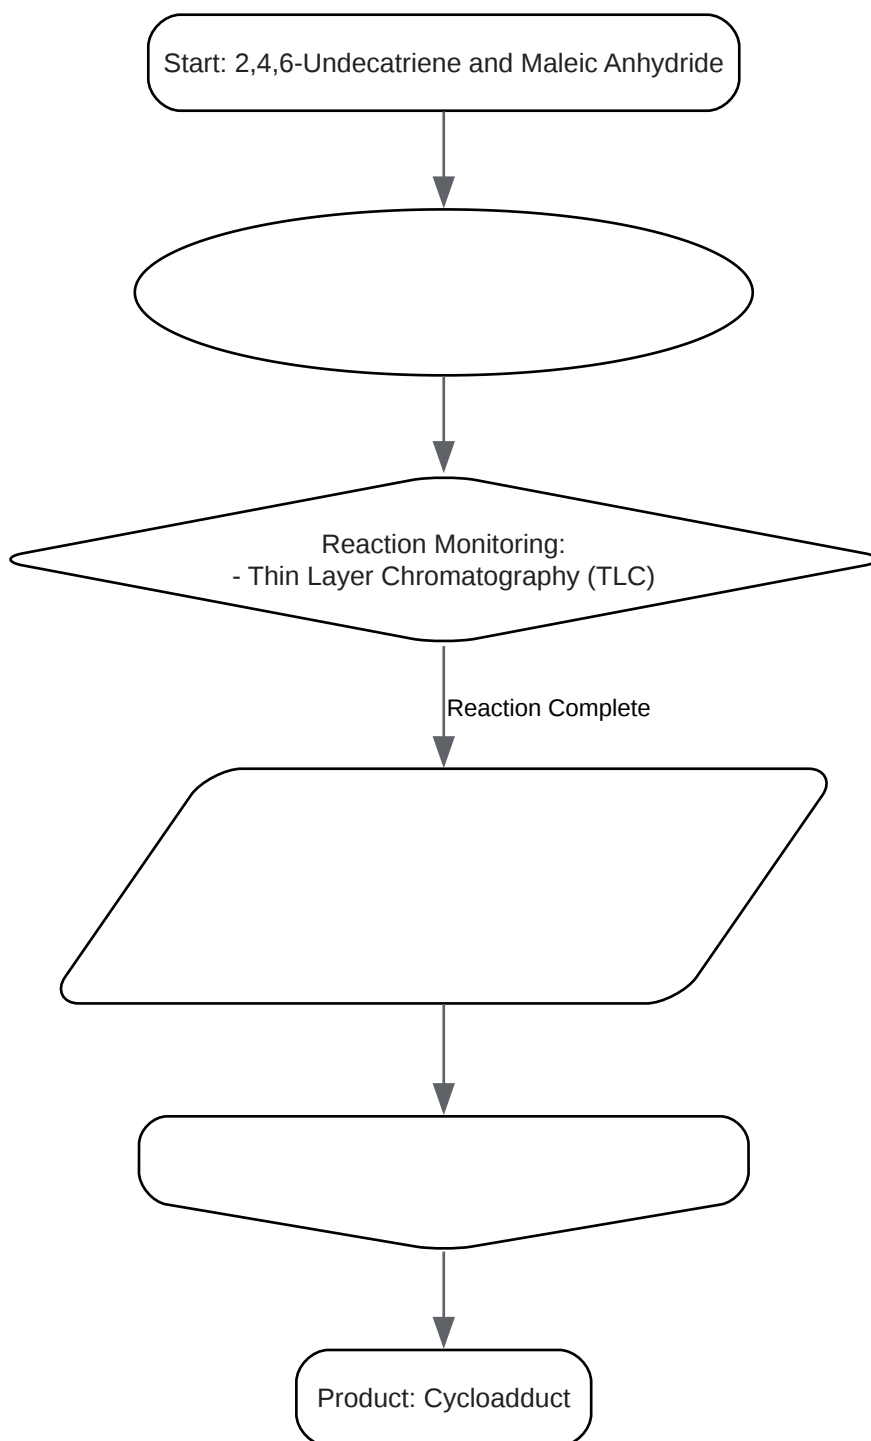 Start: 2,4,6-Undecatriene and Maleic Anhydride
Reaction Monitoring:
- Thin Layer Chromatography (TLC)
Reaction Complete
Product: Cycloadduct